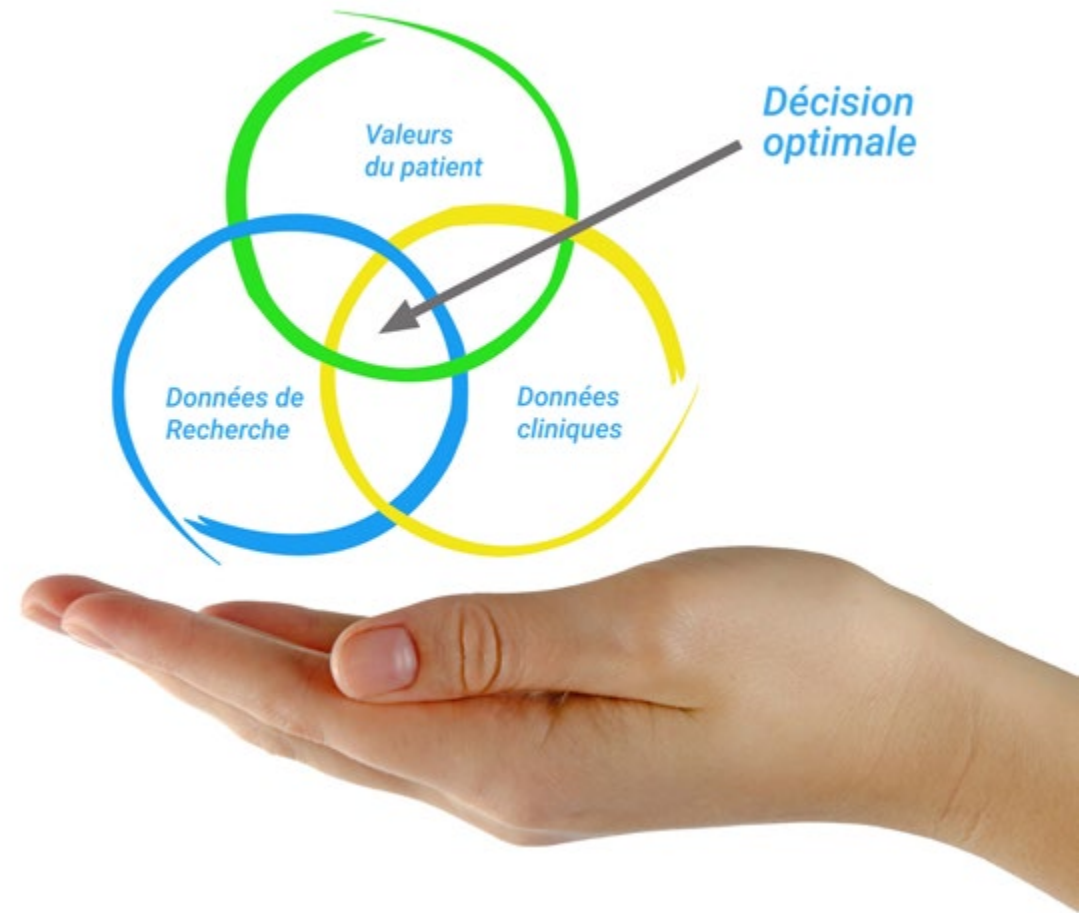 Valeurs
du patient
Décision
optimale
Données de
Recherche
Données
cliniques